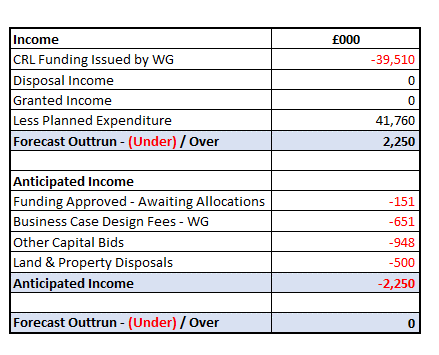 Income £000
CRL Funding Issued by WG -39,510
Disposal Income 0
Granted Income 0
Less Planned Expenditure 41,760
Forecast Outtrun - (Under) / Over 2,250
Anticipated Income
Funding Approved - Awaiting Allocations -151
Business Case Design Fees - WG -651
Other Capital Bids -948
Land & Property Disposals -500
Anticipated Income -2,250
Forecast Outtrun - (Under) / Over 0